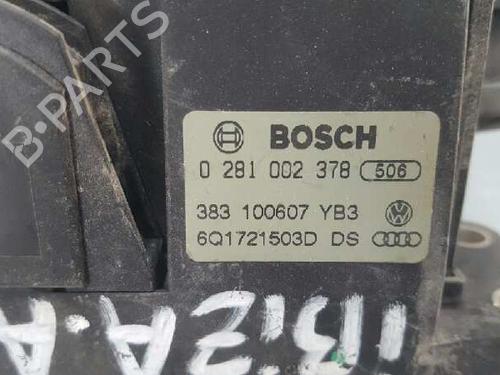 B-PARTS
BOSCH
0 281 002 378 506
383 100607 YB3
6Q1721503D DS
IBIZA A.A